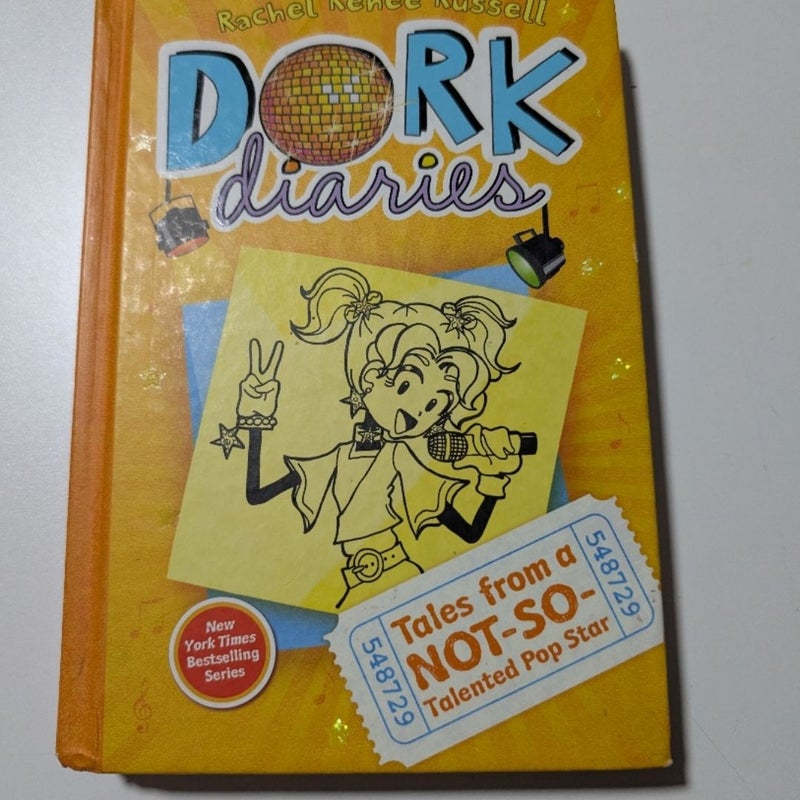 Rachel Renée Russell
DORK
diaries
New
York Times
Bestselling
Series
548729
Tales from a
NOT-SO-
Talented Pop Star
548729